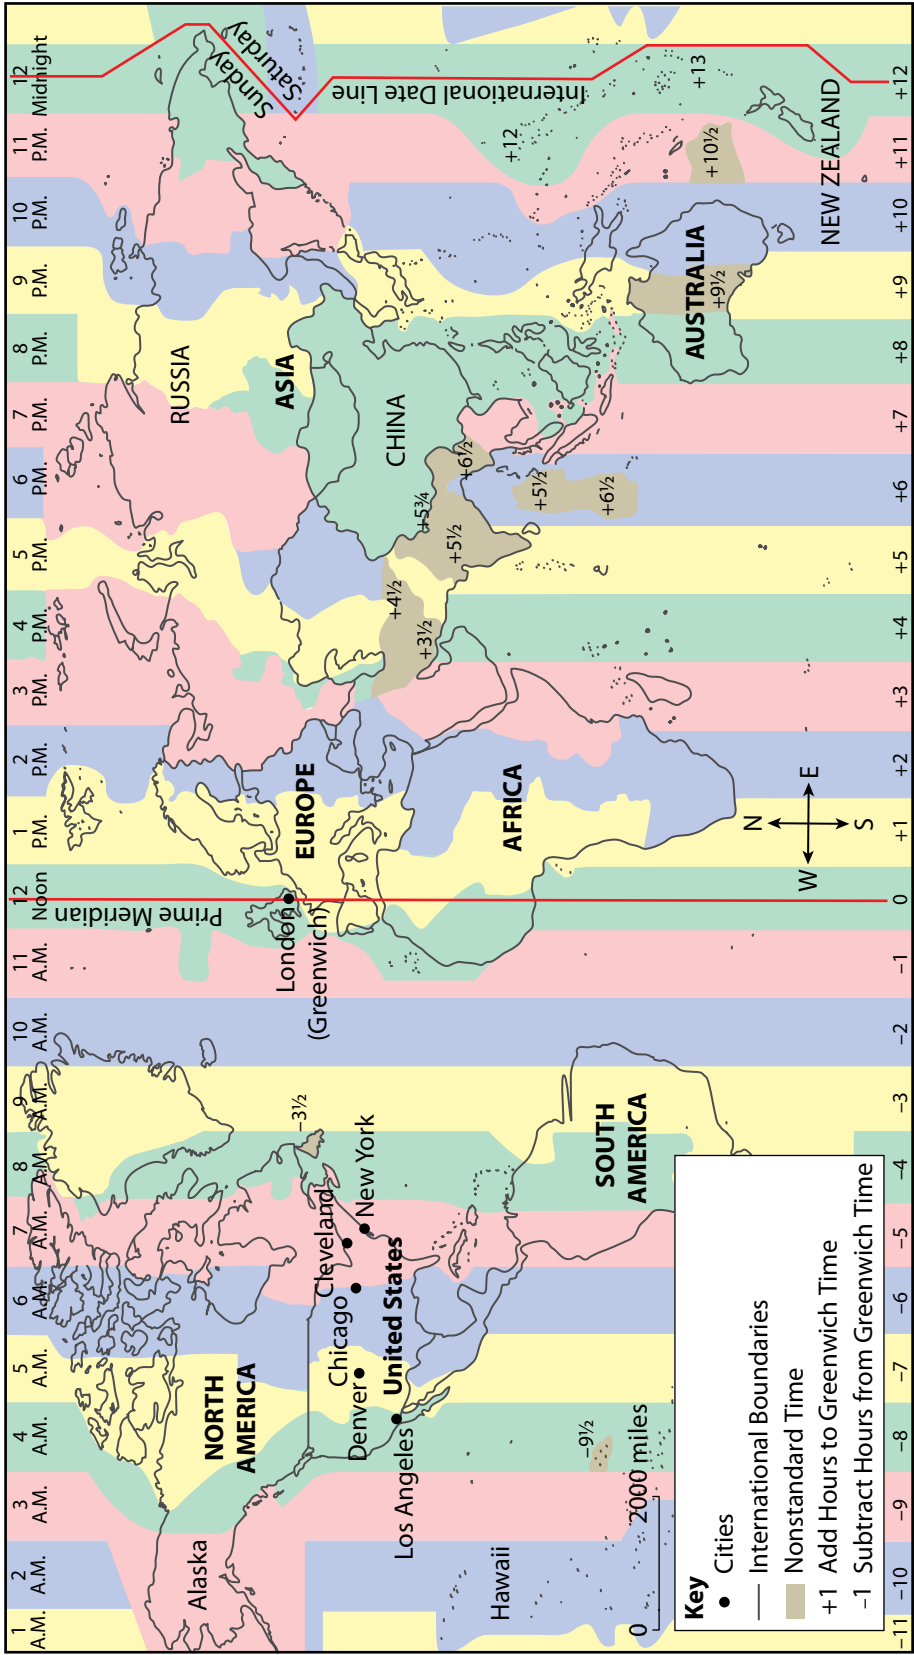 1 A.M.
2 A.M.
3 A.M.
4 A.M.
5 A.M.
6 A.M.
7 A.M.
8 A.M.
9 A.M.
10 A.M.
11 A.M.
12 Noon
1 P.M.
2 P.M.
3 P.M.
4 P.M.
5 P.M.
6 P.M.
7 P.M.
8 P.M.
9 P.M.
10 P.M.
11 P.M.
12 Midnight
Prime Meridian
Sunday
Saturday
International Date Line
Alaska
NORTH
AMERICA
Hawaii
Los Angeles
Denver
Chicago
Cleveland
New York
United States
−3½
−9½
SOUTH
AMERICA
London
(Greenwich)
EUROPE
AFRICA
RUSSIA
ASIA
CHINA
+3½
+4½
+5½
+5¾
+6½
+5½
+6½
AUSTRALIA
+9½
+10½
+12
+13
NEW ZEALAND
N
W
E
S
0
2000 miles
Key
Cities
International Boundaries
Nonstandard Time
+1 Add Hours to Greenwich Time
−1 Subtract Hours from Greenwich Time
−11
−10
−9
−8
−7
−6
−5
−4
−3
−2
−1
0
+1
+2
+3
+4
+5
+6
+7
+8
+9
+10
+11
+12